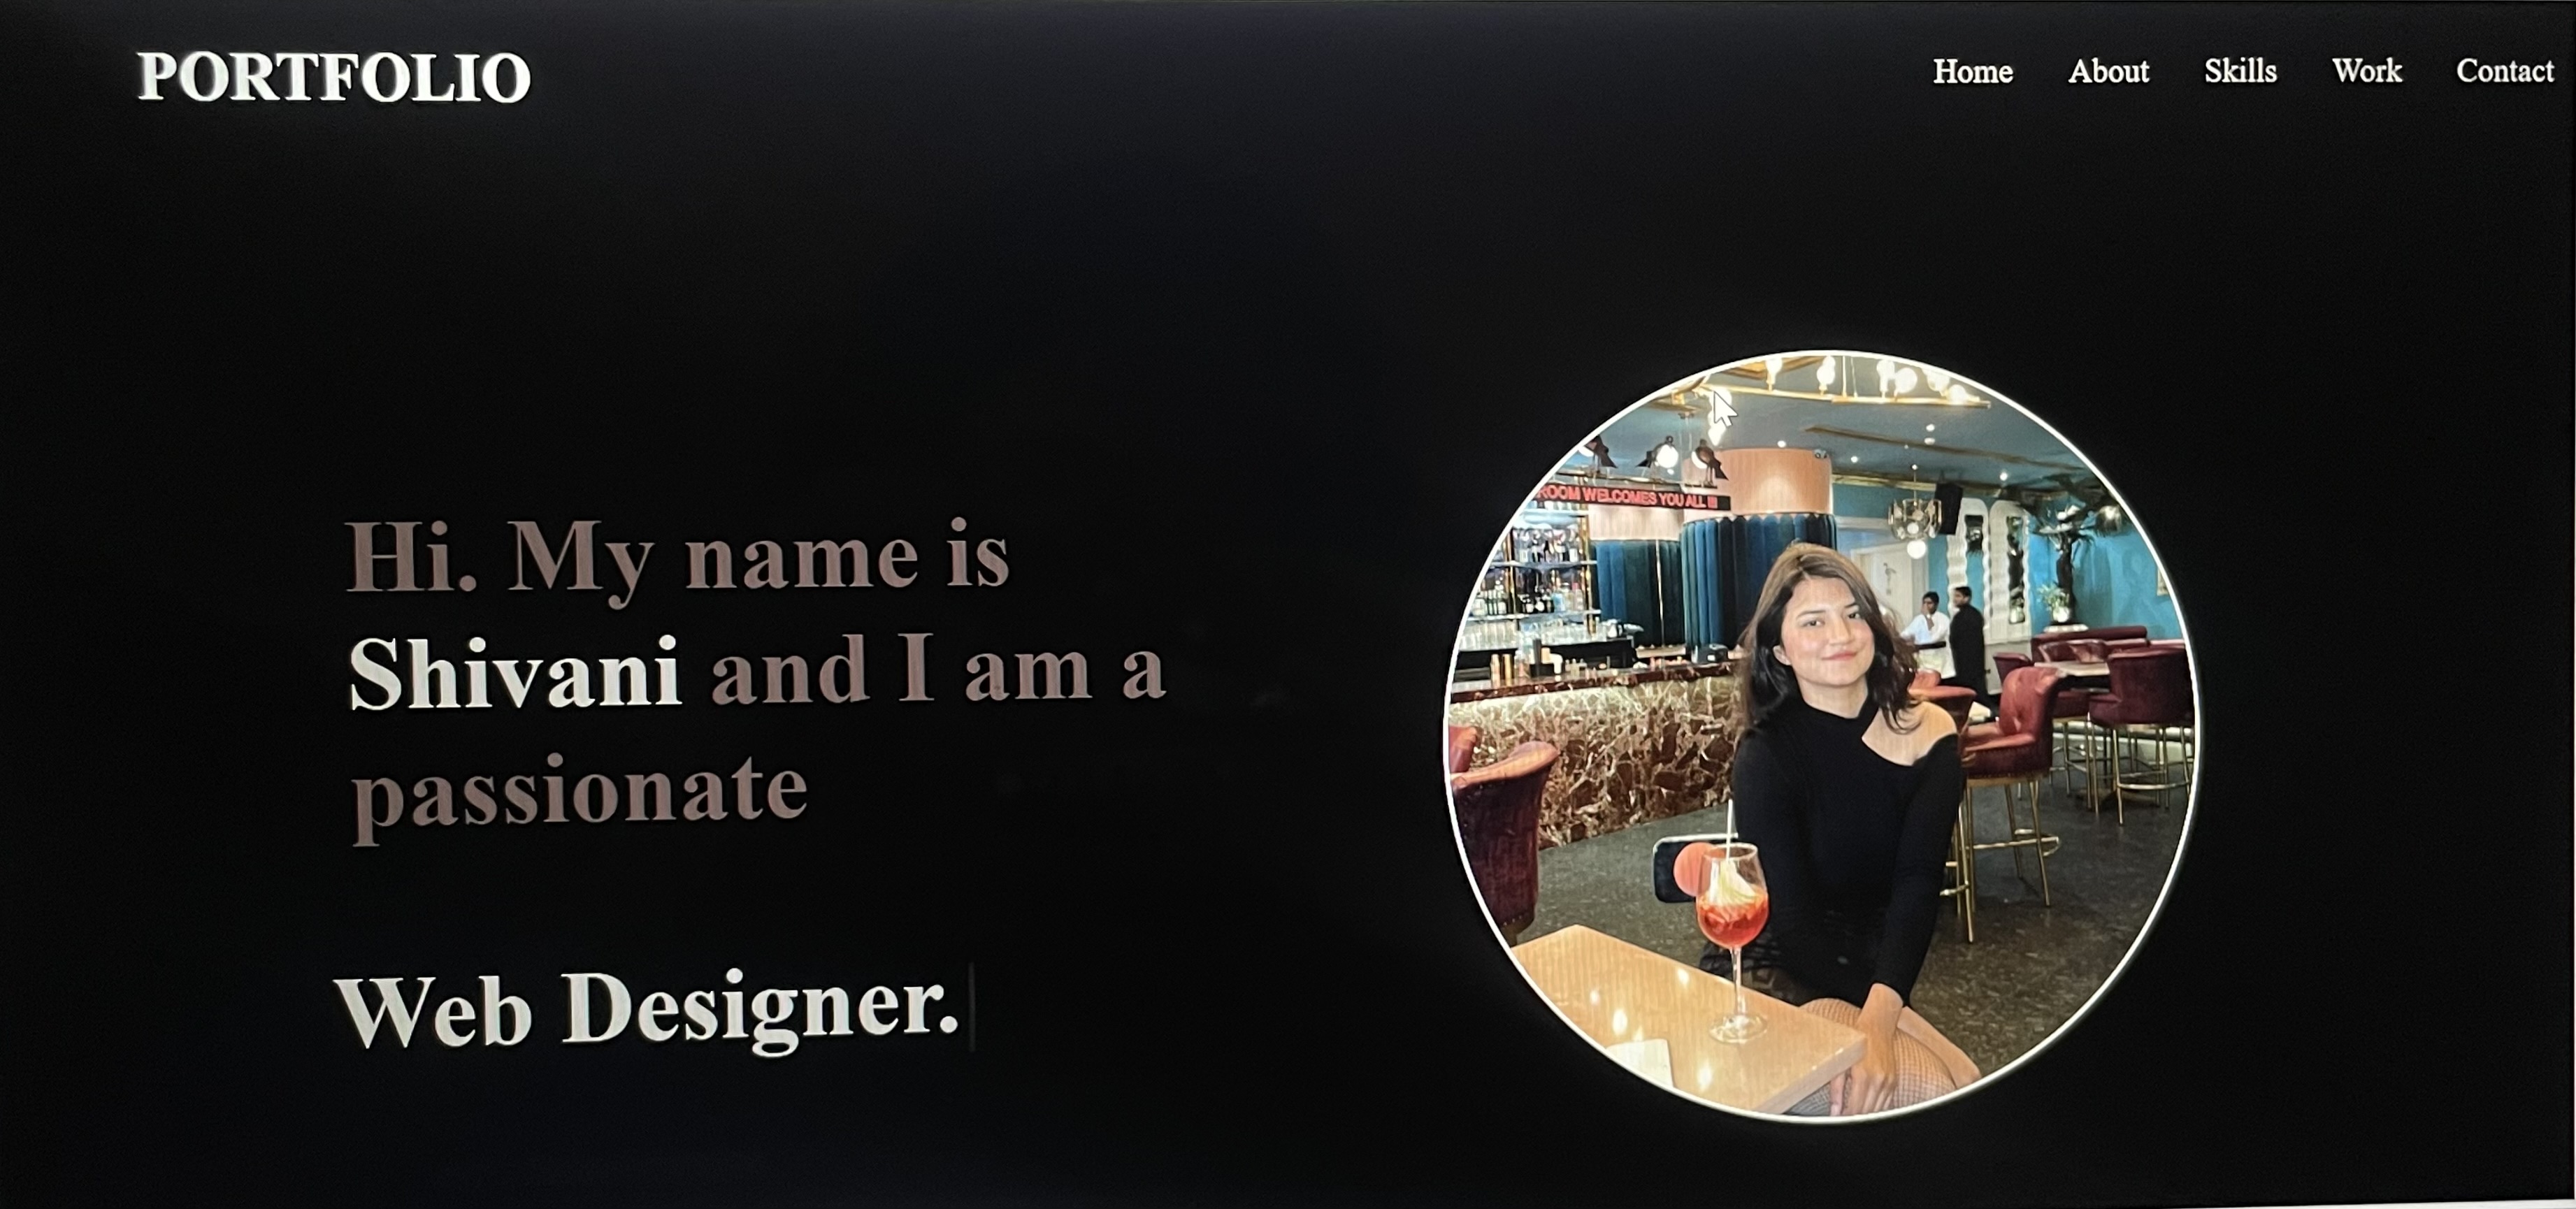 PORTFOLIO
Home About Skills Work Contact
Hi. My name is
Shivani and I am a
passionate
Web Designer.
ROOM WELCOMES YOU ALL !!!